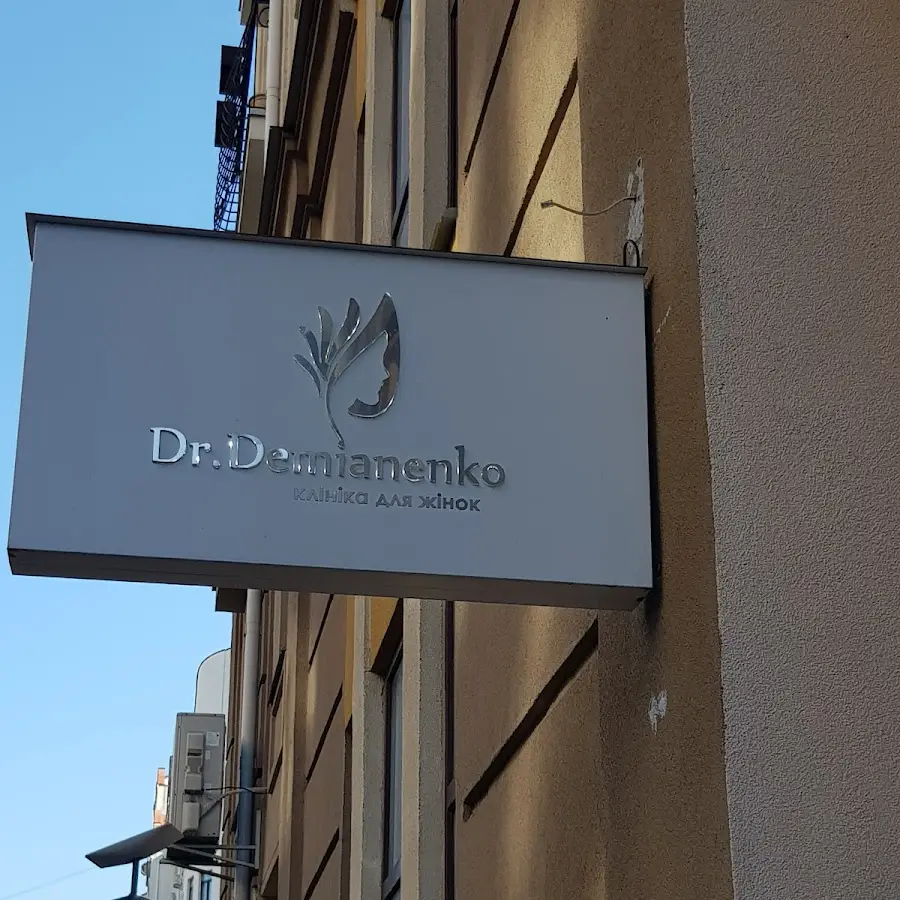 Dr. Demianenko
клініка для жінок